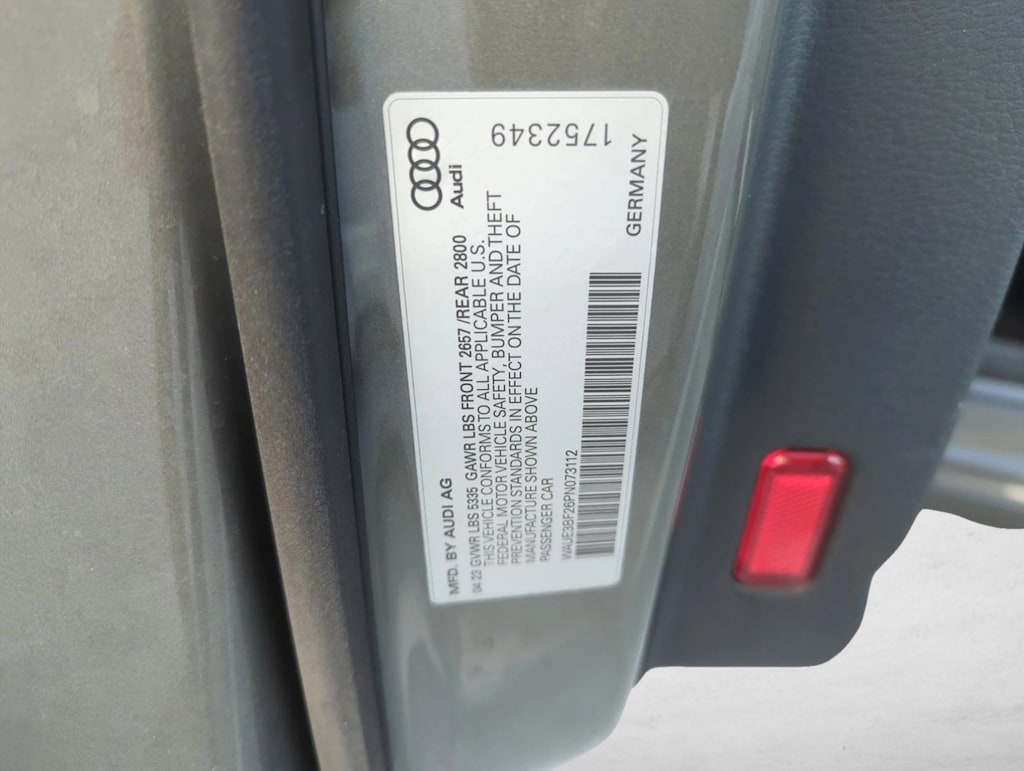 Audi
1752349
MFD. BY AUDI AG
04 23 GVWR LBS 5335 GAWR LBS FRONT 2657 /REAR 2800
THIS VEHICLE CONFORMS TO ALL APPLICABLE U.S.
FEDERAL MOTOR VEHICLE SAFETY, BUMPER AND THEFT
PREVENTION STANDARDS IN EFFECT ON THE DATE OF
MANUFACTURE SHOWN ABOVE
PASSENGER CAR
WAUE3BF26PN073112
GERMANY